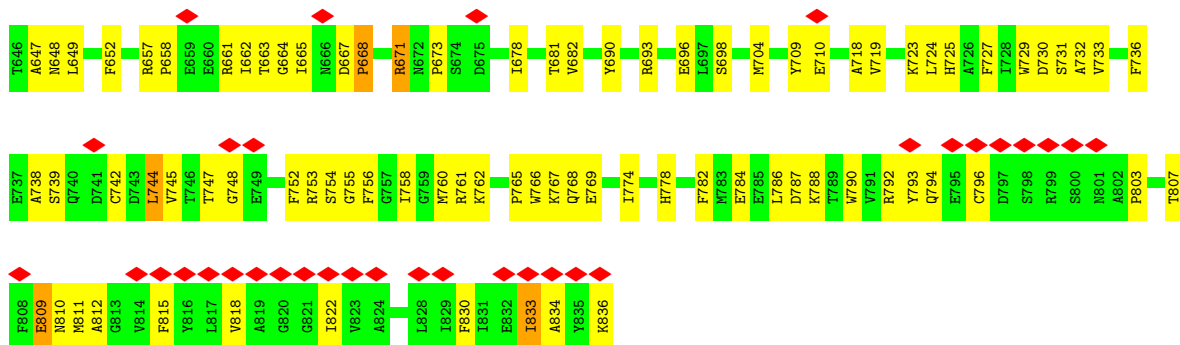 T646 A647 N648 L649 F652 R657 P658 E659 E660 R661 I662 T663 G664 I665 N666 D667 P668 R671 N672 P673 S674 D675 I678 T681 V682 Y690 R693 E696 L697 S698 M704 Y709 E710 A718 V719 K723 L724 H725 A726 F727 I728 W729 D730 S731 A732 V733 F736
E737 A738 S739 Q740 D741 C742 D743 L744 V745 T746 T747 G748 E749 F752 R753 S754 G755 F756 G757 I758 G759 M760 R761 K762 P765 W766 K767 Q768 E769 I774 H778 F782 M783 E784 E785 L786 D787 K788 T789 W790 V791 R792 Y793 Q794 E795 C796 D797 S798 R799 S800 N801 A802 P803 T807
F808 E809 N810 M811 A812 G813 V814 F815 Y816 L817 V818 A819 G820 G821 I822 V823 A824 L828 I829 F830 I831 E832 I833 A834 Y835 K836